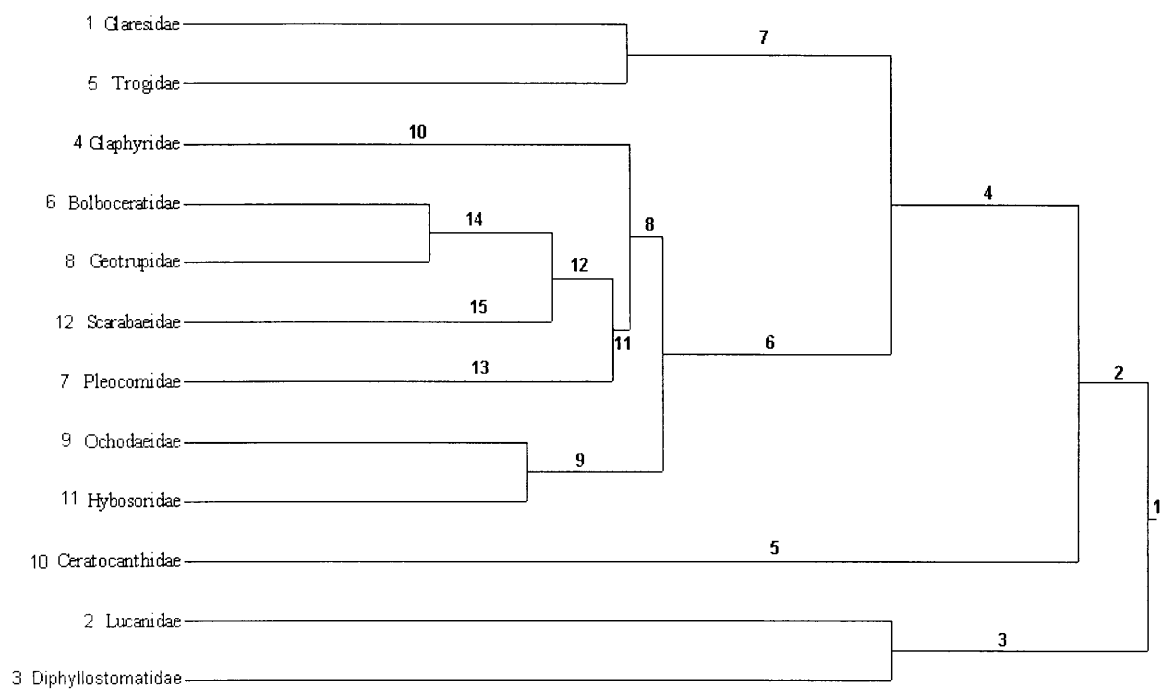 1 Glaresidae
7
5 Trogidae
4 Glaphyridae
10
4
6 Bolboceratidae
14
8
8 Geotrupidae
12
12 Scarabaeidae
15
11
6
7 Pleocomidae
13
2
9 Ochodaeidae
9
11 Hybosoridae
1
10 Ceratocanthidae
5
2 Lucanidae
3
3 Diphyllostomatidae